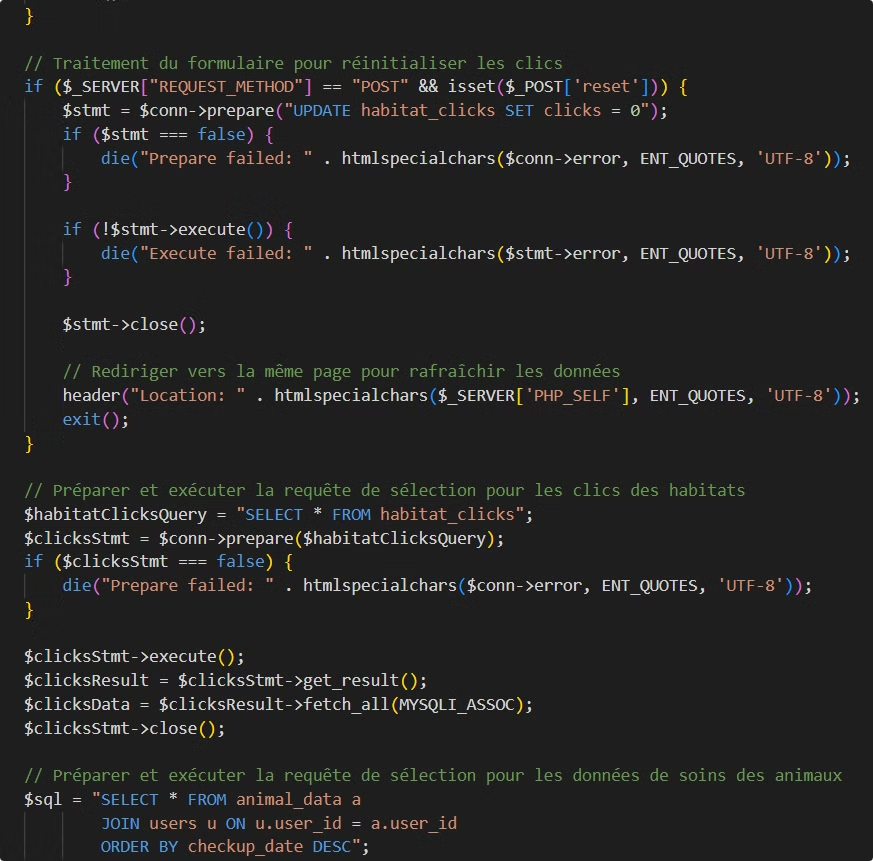 }
// Traitement du formulaire pour réinitialiser les clics
if ($_SERVER["REQUEST_METHOD"] == "POST" && isset($_POST['reset'])) {
$stmt = $conn->prepare("UPDATE habitat_clicks SET clicks = 0");
if ($stmt === false) {
die("Prepare failed: " . htmlspecialchars($conn->error, ENT_QUOTES, 'UTF-8'));
}
if (!$stmt->execute()) {
die("Execute failed: " . htmlspecialchars($stmt->error, ENT_QUOTES, 'UTF-8'));
}
$stmt->close();
// Rediriger vers la même page pour rafraîchir les données
header("Location: " . htmlspecialchars($_SERVER['PHP_SELF'], ENT_QUOTES, 'UTF-8'));
exit();
}
// Préparer et exécuter la requête de sélection pour les clics des habitats
$habitatClicksQuery = "SELECT * FROM habitat_clicks";
$clicksStmt = $conn->prepare($habitatClicksQuery);
if ($clicksStmt === false) {
die("Prepare failed: " . htmlspecialchars($conn->error, ENT_QUOTES, 'UTF-8'));
}
$clicksStmt->execute();
$clicksResult = $clicksStmt->get_result();
$clicksData = $clicksResult->fetch_all(MYSQLI_ASSOC);
$clicksStmt->close();
// Préparer et exécuter la requête de sélection pour les données de soins des animaux
$sql = "SELECT * FROM animal_data a
JOIN users u ON u.user_id = a.user_id
ORDER BY checkup_date DESC";